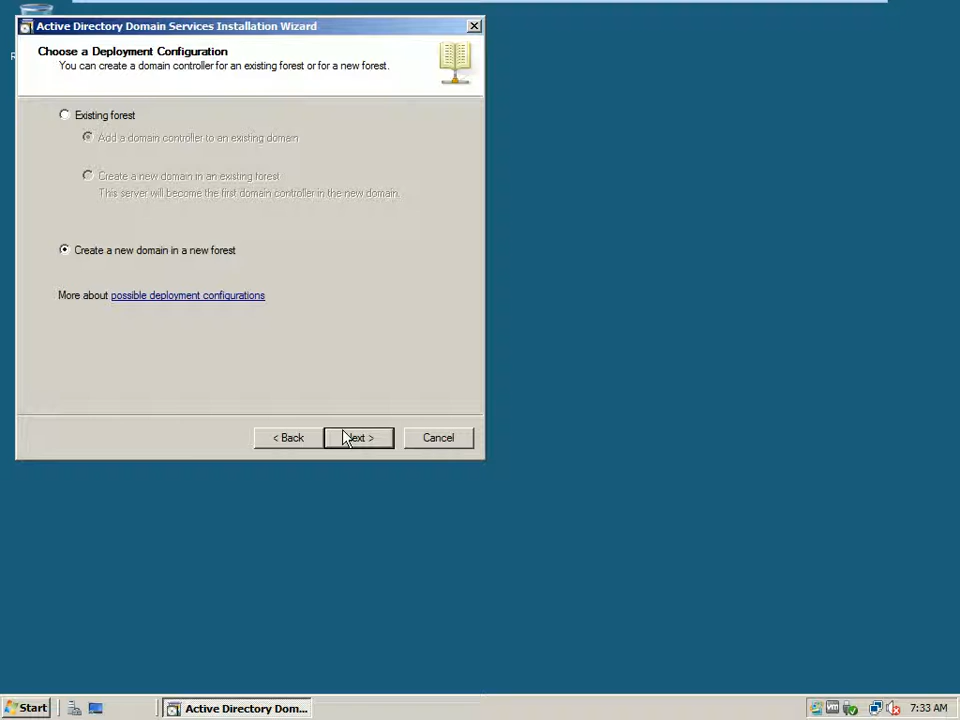 Active Directory Domain Services Installation Wizard
Choose a Deployment Configuration
You can create a domain controller for an existing forest or for a new forest.
Existing forest
Add a domain controller to an existing domain
Create a new domain in an existing forest
This server will become the first domain controller in the new domain.
Create a new domain in a new forest
More about possible deployment configurations
< Back
Next >
Cancel
Start
Active Directory Dom...
7:33 AM